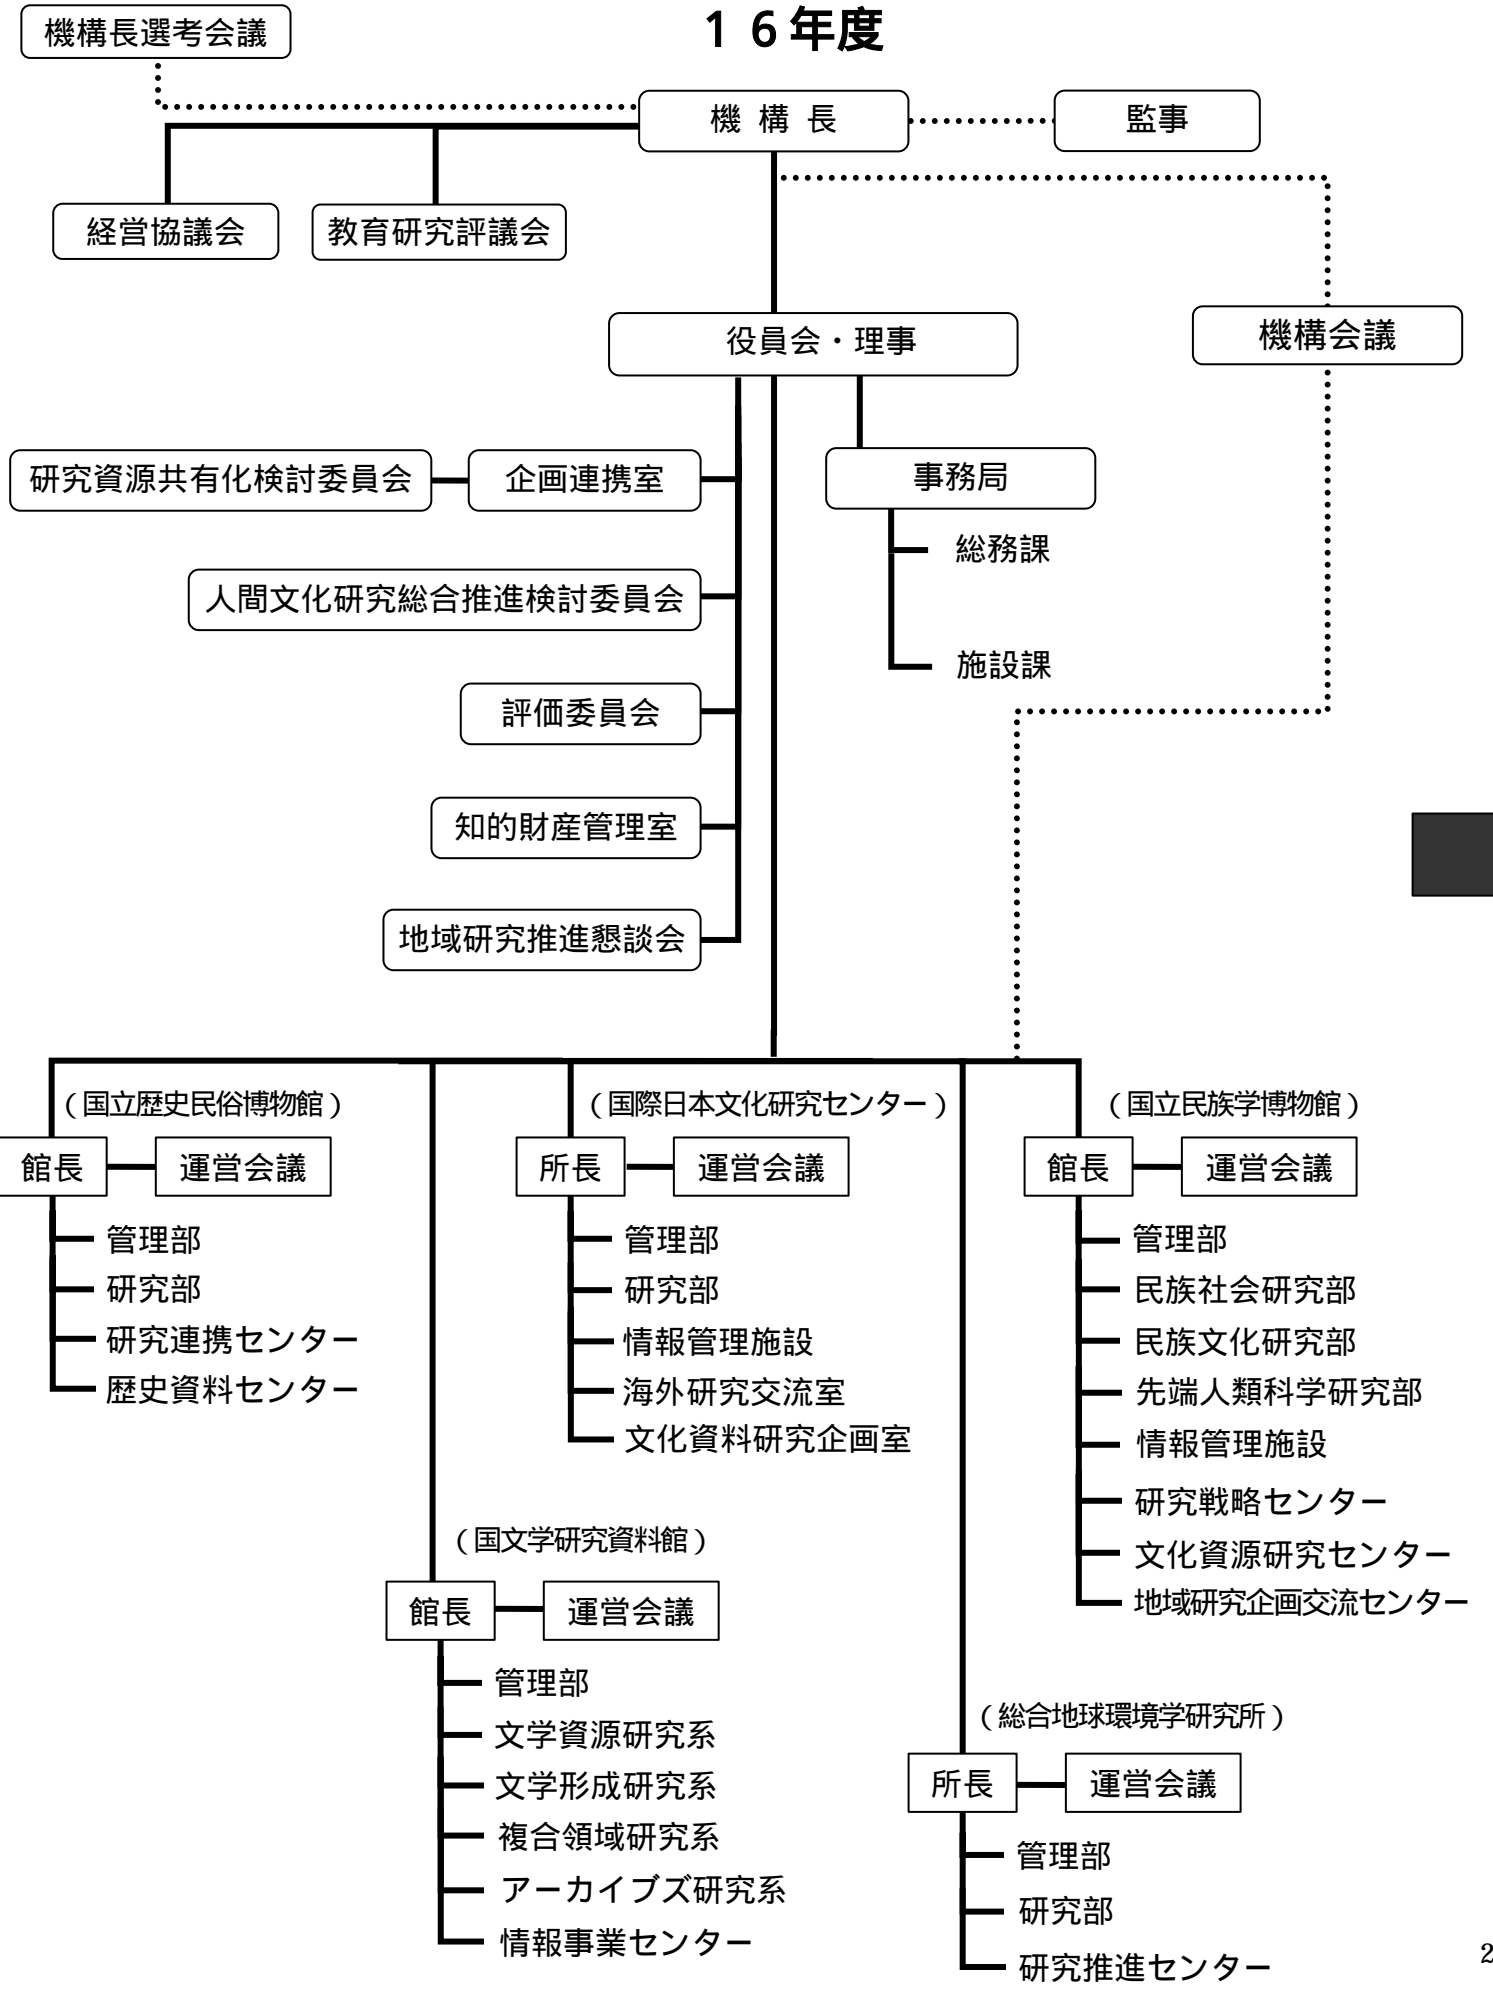 16年度
機構長選考会議
機構長
監事
経営協議会
教育研究評議会
役員会・理事
機構会議
研究資源共有化検討委員会
企画連携室
事務局
総務課
人間文化研究総合推進検討委員会
施設課
評価委員会
知的財産管理室
地域研究推進懇談会
(国立歴史民俗博物館)
館長
運営会議
管理部
研究部
研究連携センター
歴史資料センター
(国際日本文化研究センター)
所長
運営会議
管理部
研究部
情報管理施設
海外研究交流室
文化資料研究企画室
(国立民族学博物館)
館長
運営会議
管理部
民族社会研究部
民族文化研究部
先端人類科学研究部
情報管理施設
研究戦略センター
文化資源研究センター
地域研究企画交流センター
(国文学研究資料館)
館長
運営会議
管理部
文学資源研究系
文学形成研究系
複合領域研究系
アーカイブズ研究系
情報事業センター
(総合地球環境学研究所)
所長
運営会議
管理部
研究部
研究推進センター
2